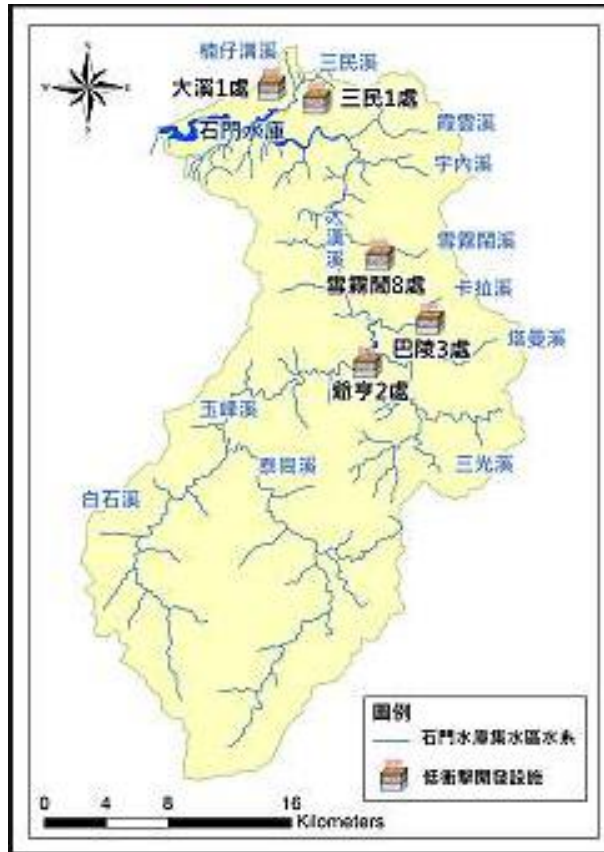 N
W
E
S
楠仔溝溪
三民溪
大溪1處
三民1處
石門水庫
霞雲溪
宇內溪
大漢溪
雪霧鬧溪
雪霧鬧8處
卡拉溪
巴陵3處
塔曼溪
爺亨2處
玉峰溪
泰崗溪
三光溪
白石溪
圖例
石門水庫集水區水系
低衝擊開發設施
0 4 8 16
Kilometers